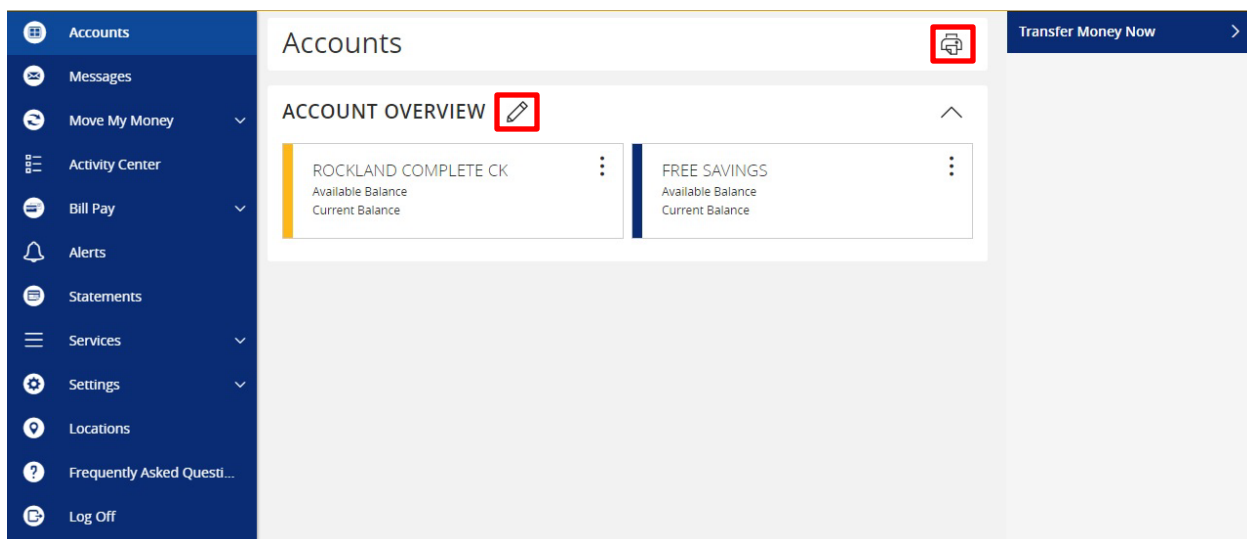 Accounts
Messages
Move My Money
Activity Center
Bill Pay
Alerts
Statements
Services
Settings
Locations
Frequently Asked Questi...
Log Off
Accounts
ACCOUNT OVERVIEW
ROCKLAND COMPLETE CK
Available Balance
Current Balance
FREE SAVINGS
Available Balance
Current Balance
Transfer Money Now